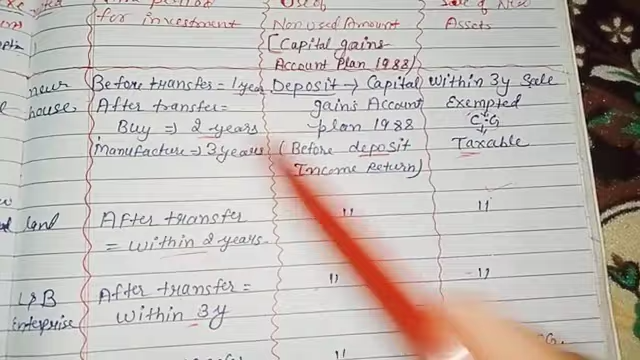 for investment
Non used Amount
Assets
[Capital gains
Account Plan 1988)
new
house
Before transfer = 1 year
After transfer =
Buy => 2 years
Manufacture => 3 years
Deposit → Capital
gains Account
plan 1988
(Before deposit
Income Return)
Within 3y Sale
Exempted
C.G
Taxable
land
After transfer
= within 2 years
"
"
L&B
Enterprise
After transfer =
within 3y
"
"
"